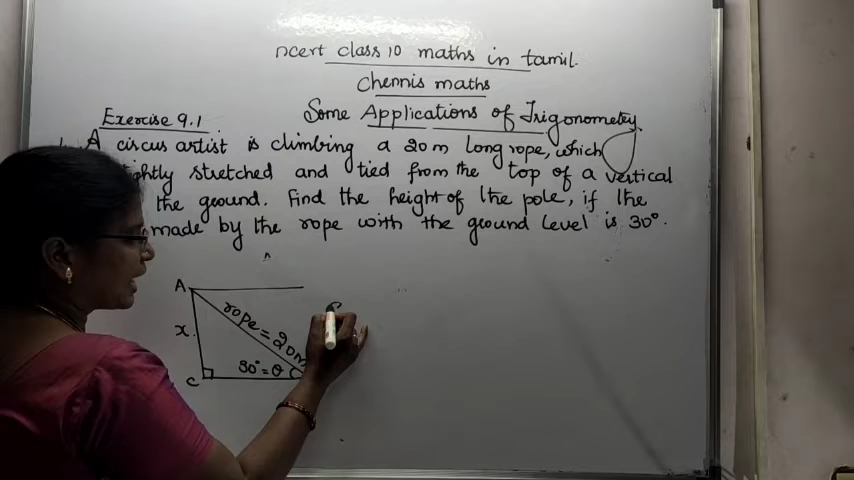 ncert class 10 maths in tamil.
Chennis maths
Exercise 9.1
Some Applications of Trigonometry.
A circus artist is climbing a 20m long rope, which
tightly stretched and tied from the top of a vertical
the ground. Find the height of the pole, if the
made by the rope with the ground level is 30°.
A
rope = 20m
x
30° = θ
C